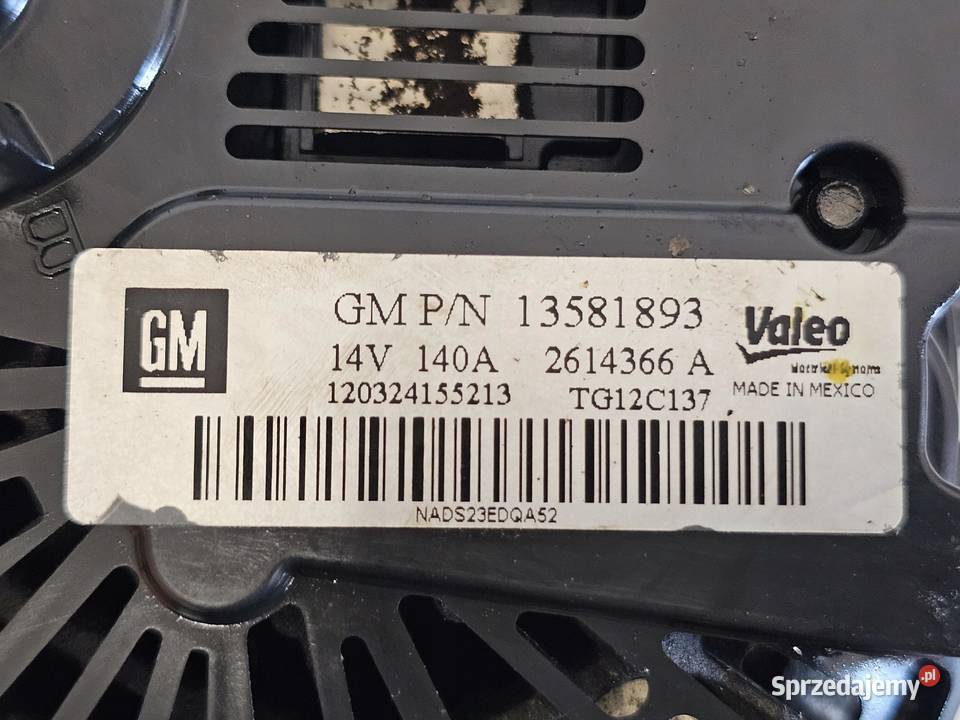 GM
GM P/N 13581893
14V 140A 2614366 A
120324155213 TG12C137
Valeo
MADE IN MEXICO
NADS23EDQA52
Sprzedajemy.pl